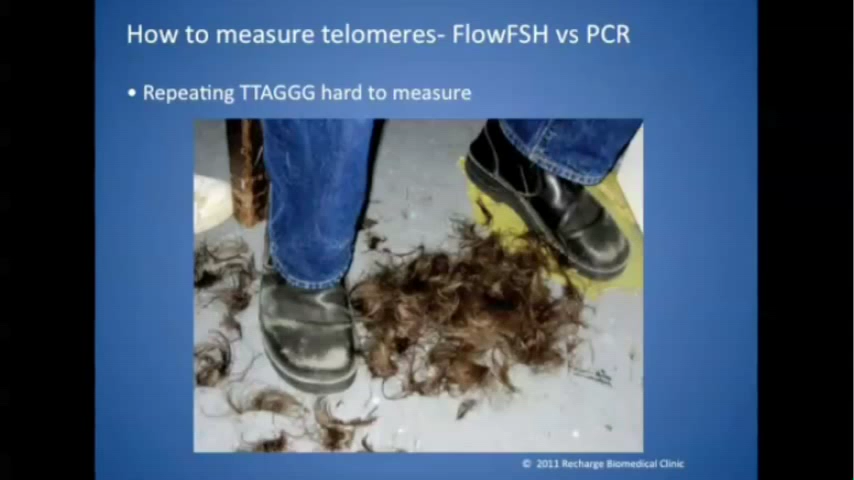 How to measure telomeres- FlowFSH vs PCR
• Repeating TTAGGG hard to measure
© 2011 Recharge Biomedical Clinic